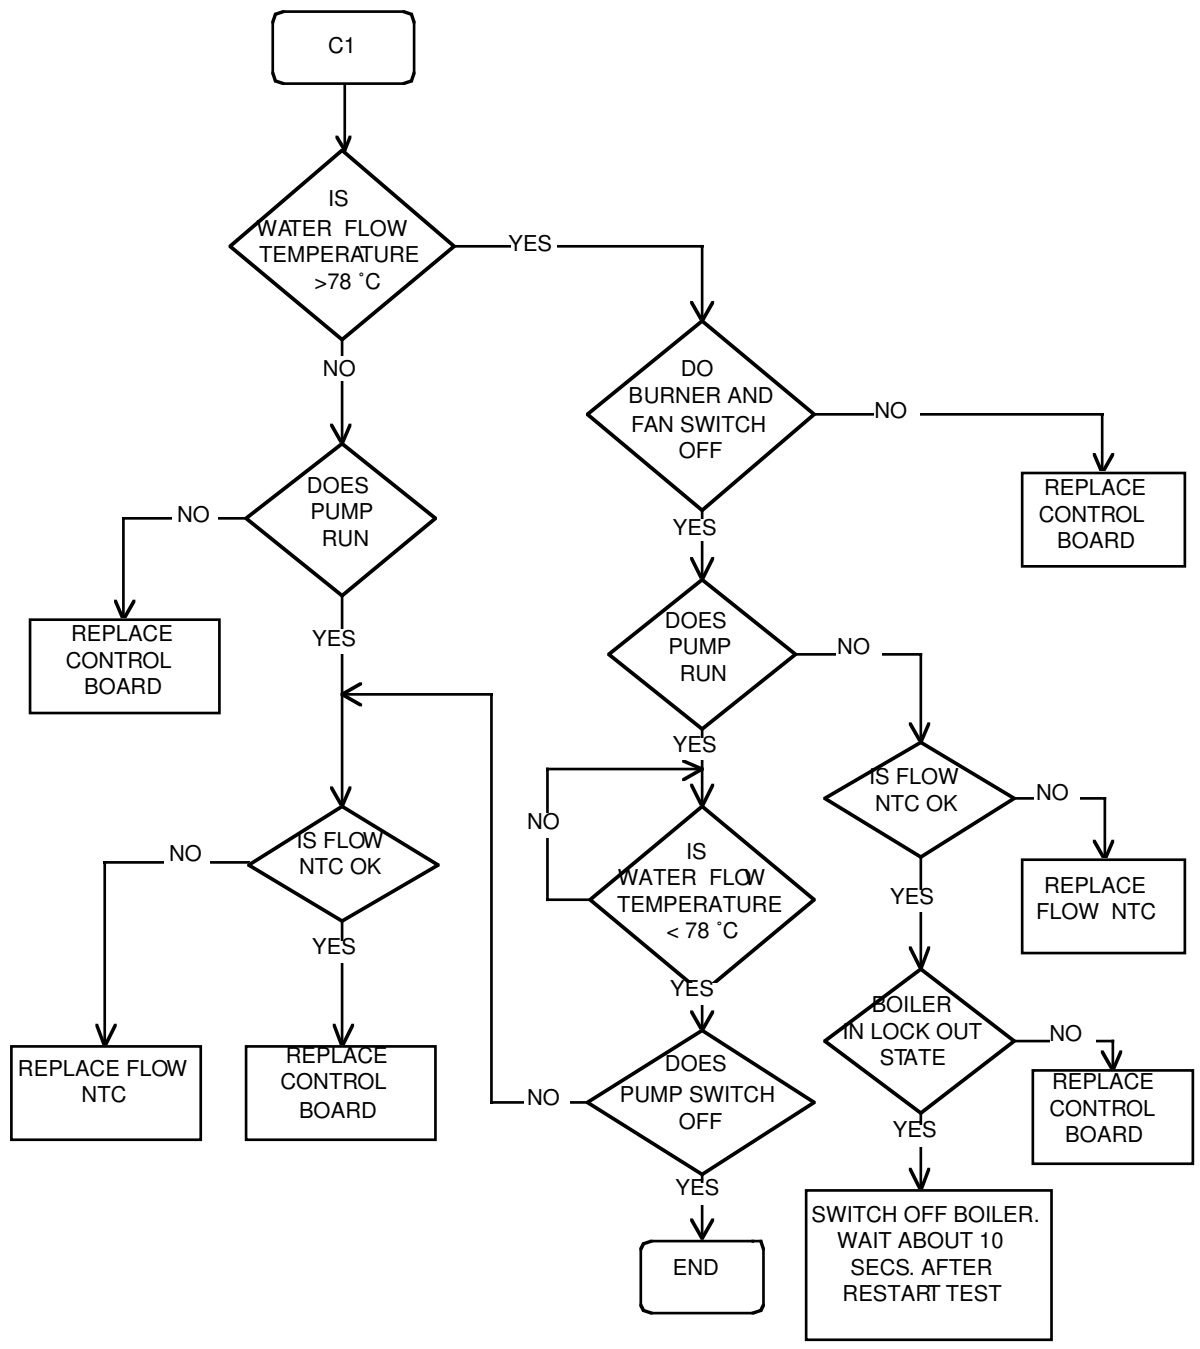 C1
IS
WATER FLOW
TEMPERATURE
>78 ˚C
YES
NO
DO
BURNER AND
FAN SWITCH
OFF
NO
REPLACE
CONTROL
BOARD
YES
DOES
PUMP
RUN
NO
REPLACE
CONTROL
BOARD
YES
DOES
PUMP
RUN
NO
YES
IS FLOW
NTC OK
NO
REPLACE
FLOW NTC
YES
NO
IS
WATER FLOW
TEMPERATURE
< 78 ˚C
YES
IS FLOW
NTC OK
NO
YES
REPLACE FLOW
NTC
REPLACE
CONTROL
BOARD
BOILER
IN LOCK OUT
STATE
NO
REPLACE
CONTROL
BOARD
YES
DOES
PUMP SWITCH
OFF
NO
YES
END
SWITCH OFF BOILER.
WAIT ABOUT 10
SECS. AFTER
RESTART TEST